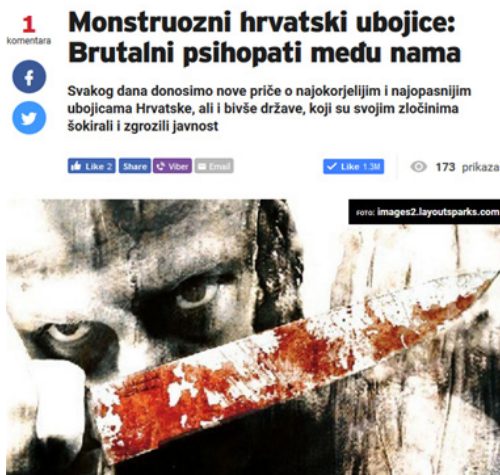 1
komentara
Monstruozni hrvatski ubojice:
Brutalni psihopati među nama
Svakog dana donosimo nove priče o najokorjelijim i najopasnijim
ubojicama Hrvatske, ali i bivše države, koji su svojim zločinima
šokirali i zgrozili javnost
Like 2 Share Viber Email
Like 1.3M
173 prikaza
FOTO: images2.layoutsparks.com